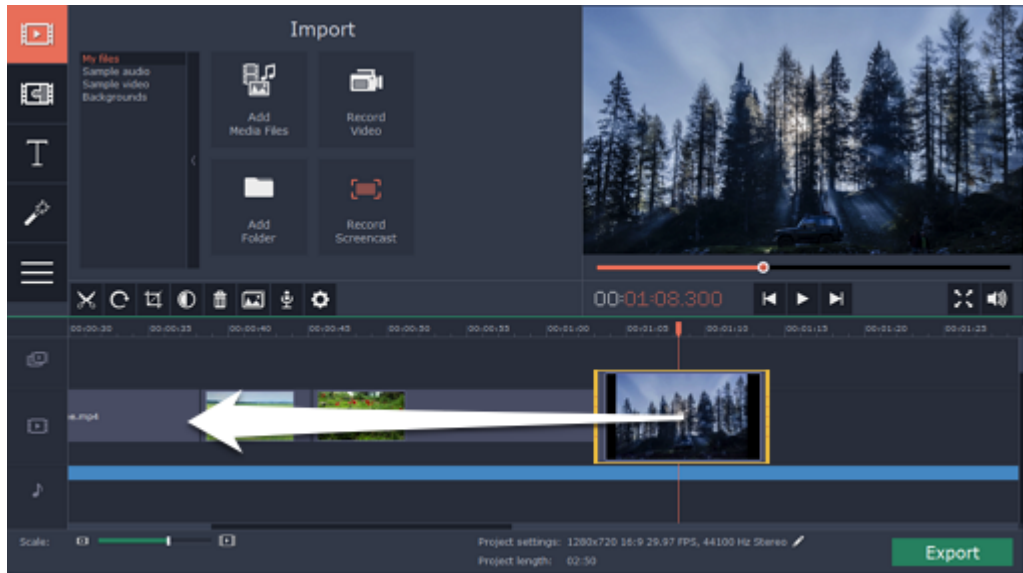 Import
My files
Sample audio
Sample video
Backgrounds
Add
Media Files
Record
Video
Add
Folder
Record
Screencast
T
00:01:08.300
00:00:30 00:00:35 00:00:40 00:00:45 00:00:50 00:00:55 00:01:00 00:01:05 00:01:10 00:01:15 00:01:20 00:01:25
e.mp4
Scale:
Project settings: 1280x720 16:9 29.97 FPS, 44100 Hz Stereo
Project length: 02:50
Export